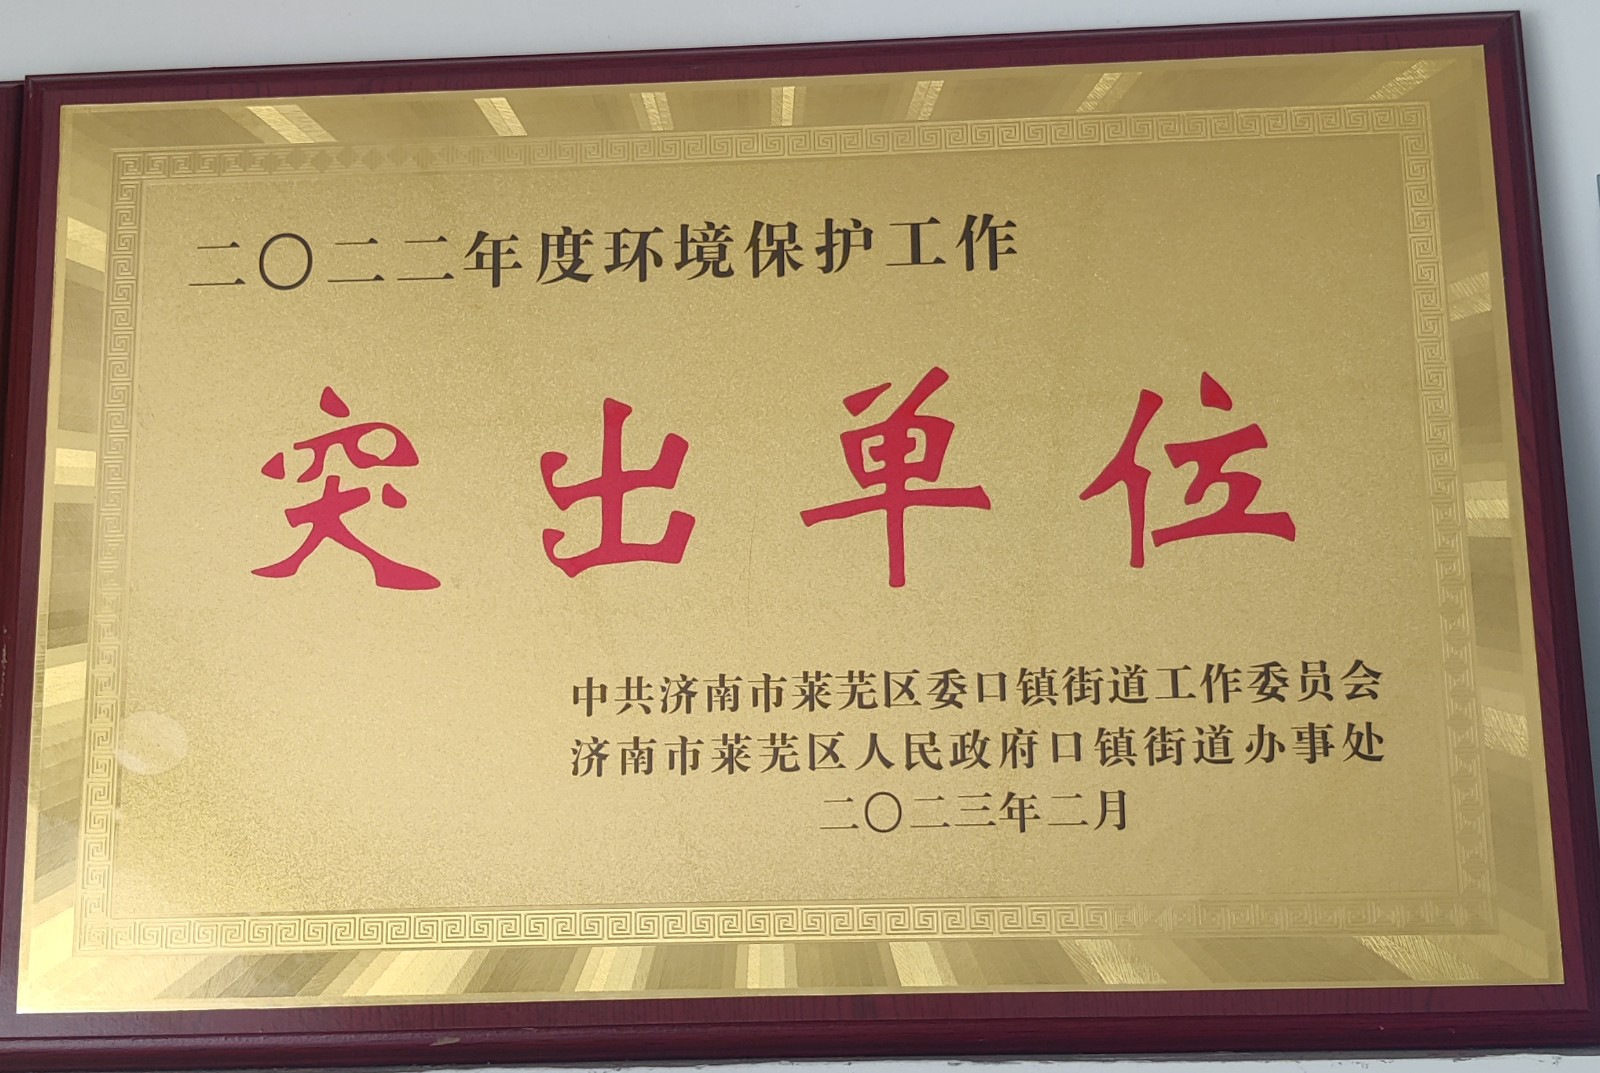 二〇二二年度环境保护工作
突出单位
中共济南市莱芜区委口镇街道工作委员会
济南市莱芜区人民政府口镇街道办事处
二〇二三年二月